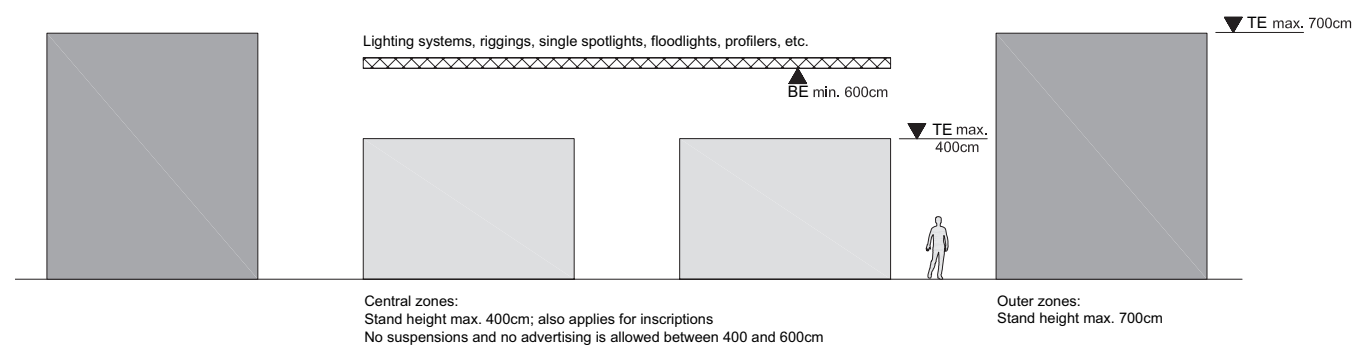 TE max. 700cm
Lighting systems, riggings, single spotlights, floodlights, profilers, etc.
BE min. 600cm
TE max.
400cm
Central zones:
Stand height max. 400cm; also applies for inscriptions
No suspensions and no advertising is allowed between 400 and 600cm
Outer zones:
Stand height max. 700cm